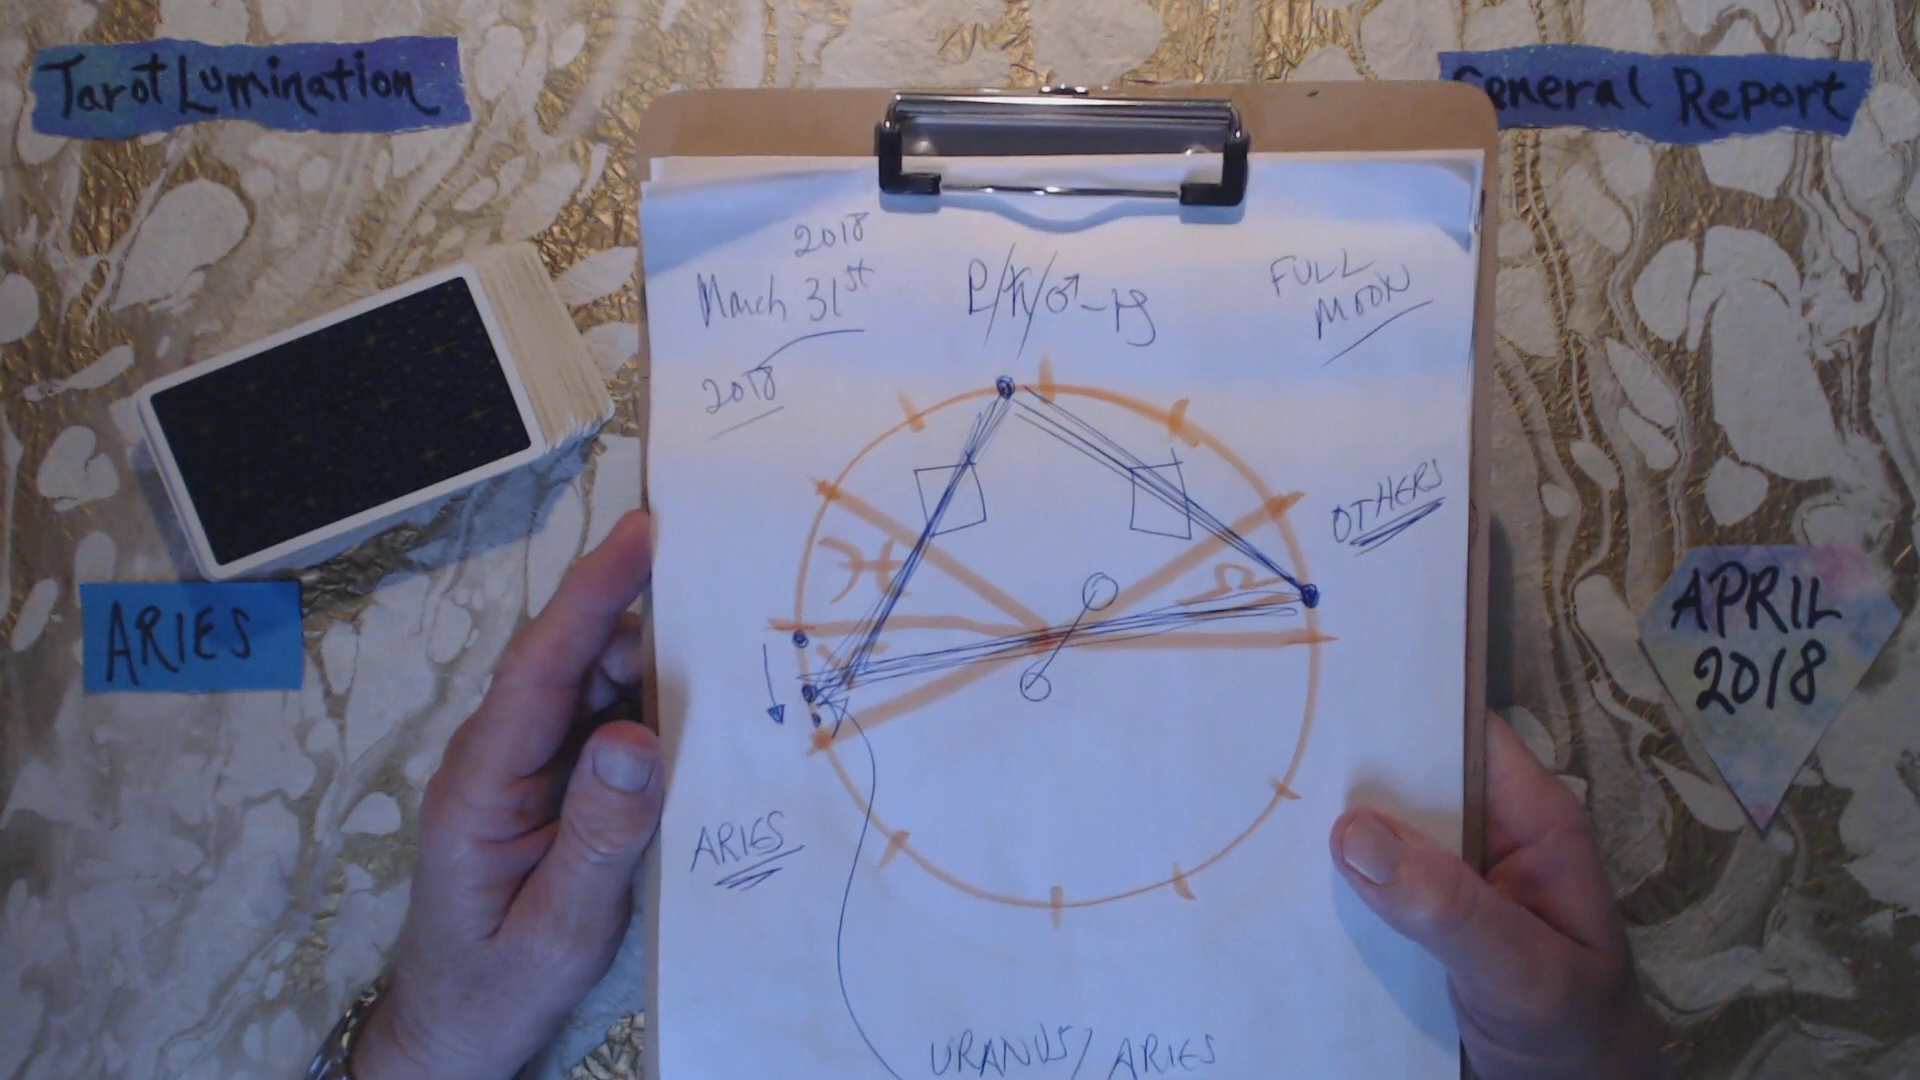 Tarot Lumination
General Report
2018
March 31st
2018
P/♄/♂-♑
FULL
MOON
OTHERS
♓
♎
♈
ARIES
APRIL
2018
ARIES
URANUS/ARIES